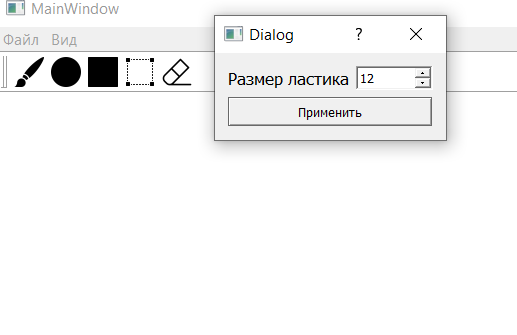 MainWindow
Файл Вид
Dialog ?
Размер ластика 12
Применить